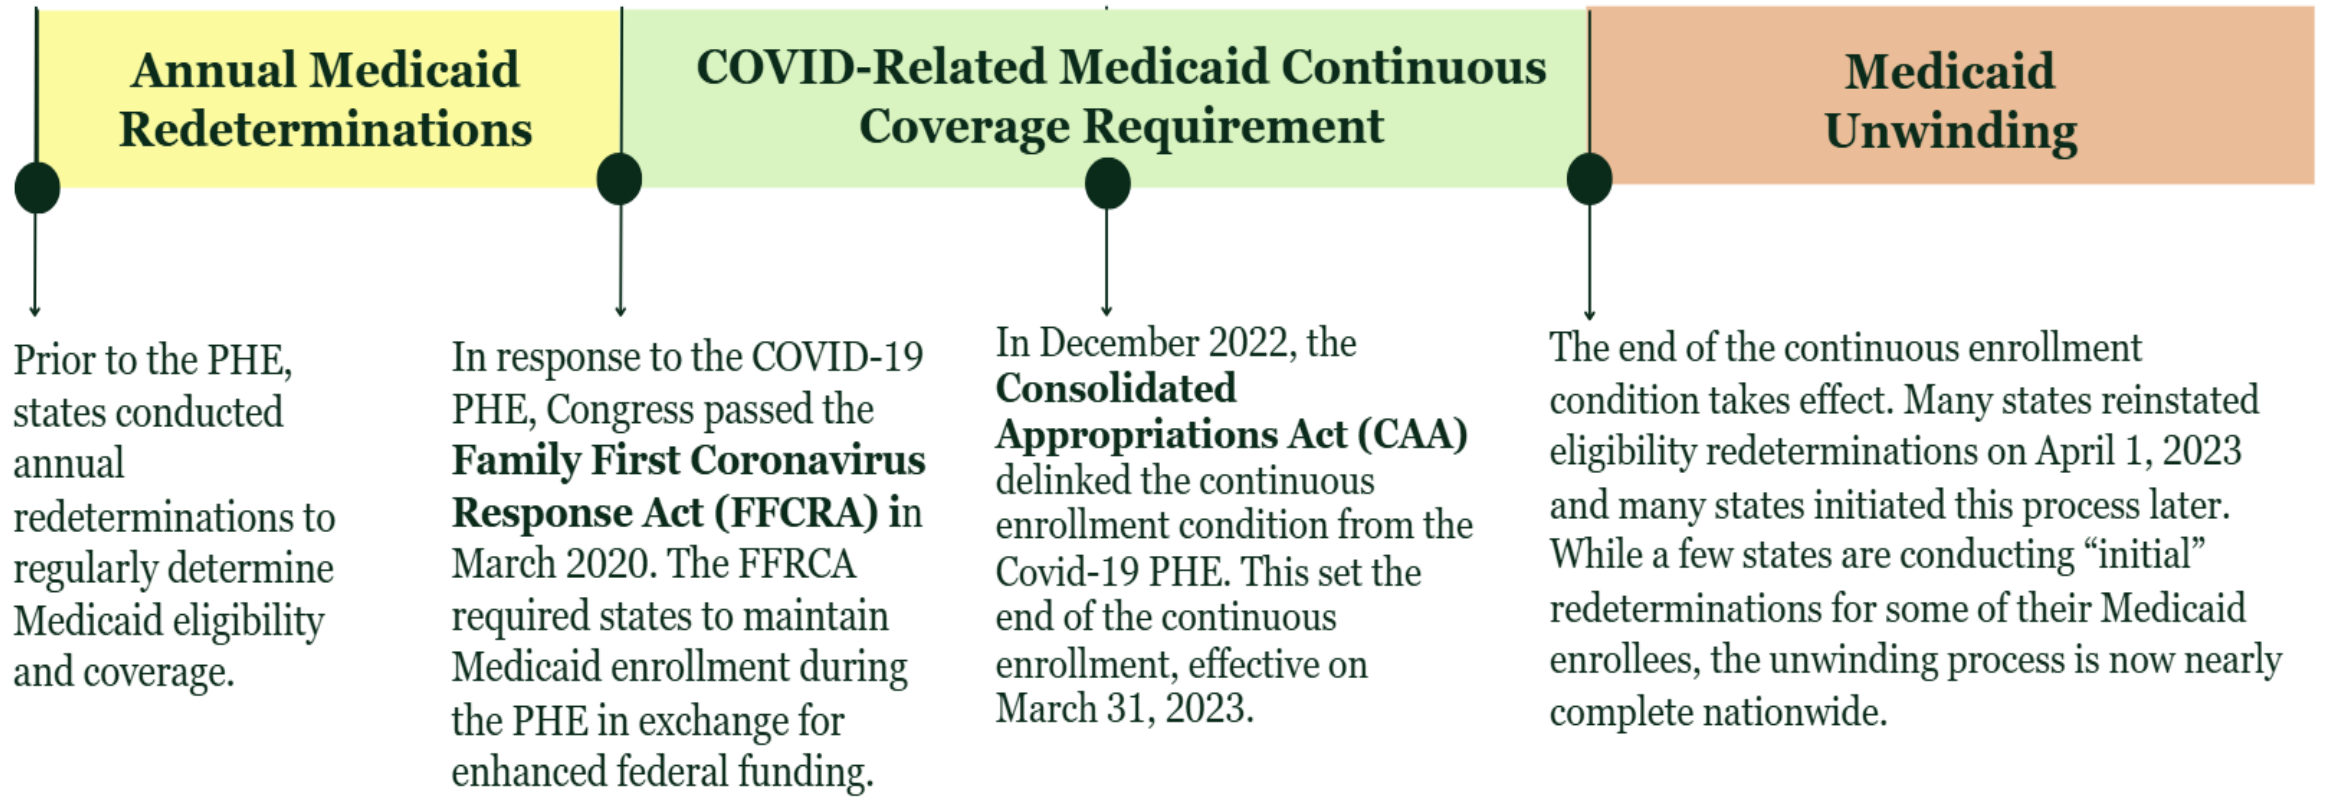 Annual Medicaid
Redeterminations
COVID-Related Medicaid Continuous
Coverage Requirement
Medicaid
Unwinding
Prior to the PHE,
states conducted
annual
redeterminations to
regularly determine
Medicaid eligibility
and coverage.
In response to the COVID-19
PHE, Congress passed the
Family First Coronavirus
Response Act (FFCRA) in
March 2020. The FFRCA
required states to maintain
Medicaid enrollment during
the PHE in exchange for
enhanced federal funding.
In December 2022, the
Consolidated
Appropriations Act (CAA)
delinked the continuous
enrollment condition from the
Covid-19 PHE. This set the
end of the continuous
enrollment, effective on
March 31, 2023.
The end of the continuous enrollment
condition takes effect. Many states reinstated
eligibility redeterminations on April 1, 2023
and many states initiated this process later.
While a few states are conducting “initial”
redeterminations for some of their Medicaid
enrollees, the unwinding process is now nearly
complete nationwide.